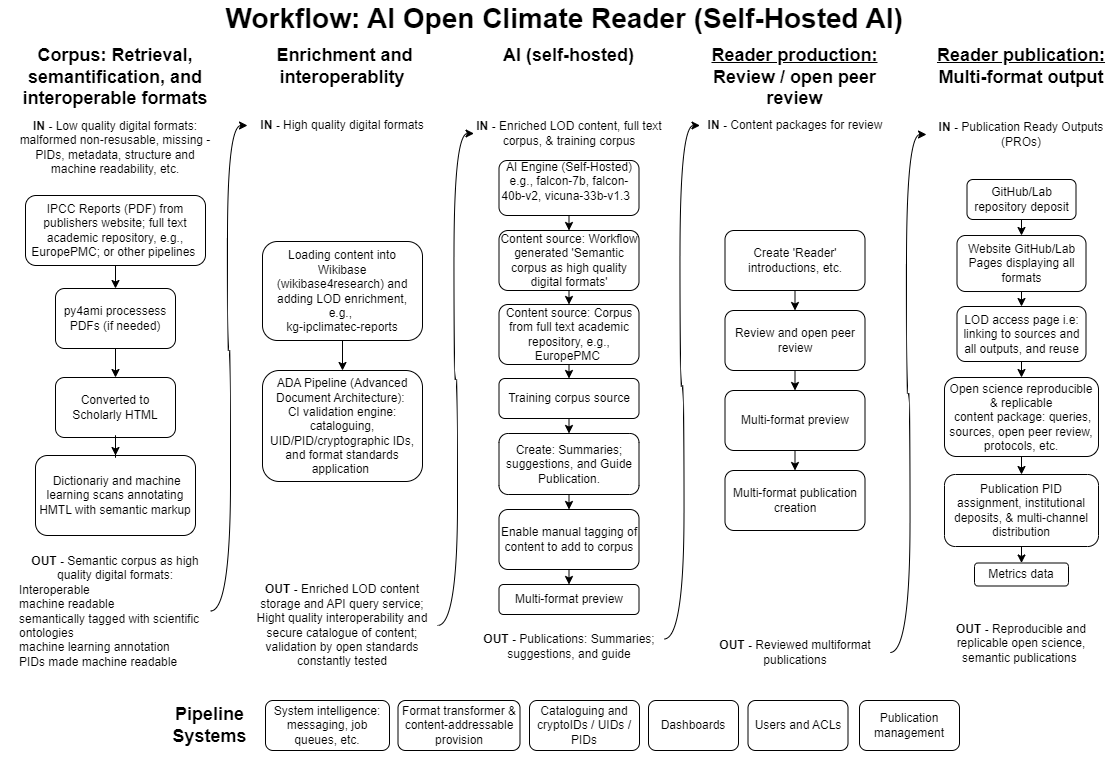 Workflow: AI Open Climate Reader (Self-Hosted AI)
Corpus: Retrieval,
semantification, and
interoperable formats
IN - Low quality digital formats:
malformed non-resusable, missing -
PIDs, metadata, structure and
machine readability, etc.
IPCC Reports (PDF) from
publishers website; full text
academic repository, e.g.,
EuropePMC; or other pipelines
py4ami processess
PDFs (if needed)
Converted to
Scholarly HTML
Dictionariy and machine
learning scans annotating
HMTL with semantic markup
OUT - Semantic corpus as high
quality digital formats:
Interoperable
machine readable
semantically tagged with scientific
ontologies
machine learning annotation
PIDs made machine readable
Enrichment and
interoperablity
IN - High quality digital formats
Loading content into
Wikibase
(wikibase4research) and
adding LOD enrichment,
e.g.,
kg-ipclimatec-reports
ADA Pipeline (Advanced
Document Architecture):
CI validation engine:
cataloguing,
UID/PID/cryptographic IDs,
and format standards
application
OUT - Enriched LOD content
storage and API query service;
Hight quality interoperability and
secure catalogue of content;
validation by open standards
constantly tested
AI (self-hosted)
IN - Enriched LOD content, full text
corpus, & training corpus
AI Engine (Self-Hosted)
e.g., falcon-7b, falcon-
40b-v2, vicuna-33b-v1.3
Content source: Workflow
generated 'Semantic
corpus as high quality
digital formats'
Content source: Corpus
from full text academic
repository, e.g.,
EuropePMC
Training corpus source
Create: Summaries;
suggestions, and Guide
Publication.
Enable manual tagging of
content to add to corpus
Multi-format preview
OUT - Publications: Summaries;
suggestions, and guide
Reader production:
Review / open peer
review
IN - Content packages for review
Create 'Reader'
introductions, etc.
Review and open peer
review
Multi-format preview
Multi-format publication
creation
OUT - Reviewed multiformat
publications
Reader publication:
Multi-format output
IN - Publication Ready Outputs
(PROs)
GitHub/Lab
repository deposit
Website GitHub/Lab
Pages displaying all
formats
LOD access page i.e:
linking to sources and
all outputs, and reuse
Open science reproducible
& replicable
content package: queries,
sources, open peer review,
protocols, etc.
Publication PID
assignment, institutional
deposits, & multi-channel
distribution
Metrics data
OUT - Reproducible and
replicable open science,
semantic publications
Pipeline
Systems
System intelligence:
messaging, job
queues, etc.
Format transformer &
content-addressable
provision
Cataloguing and
cryptoIDs / UIDs /
PIDs
Dashboards
Users and ACLs
Publication
management